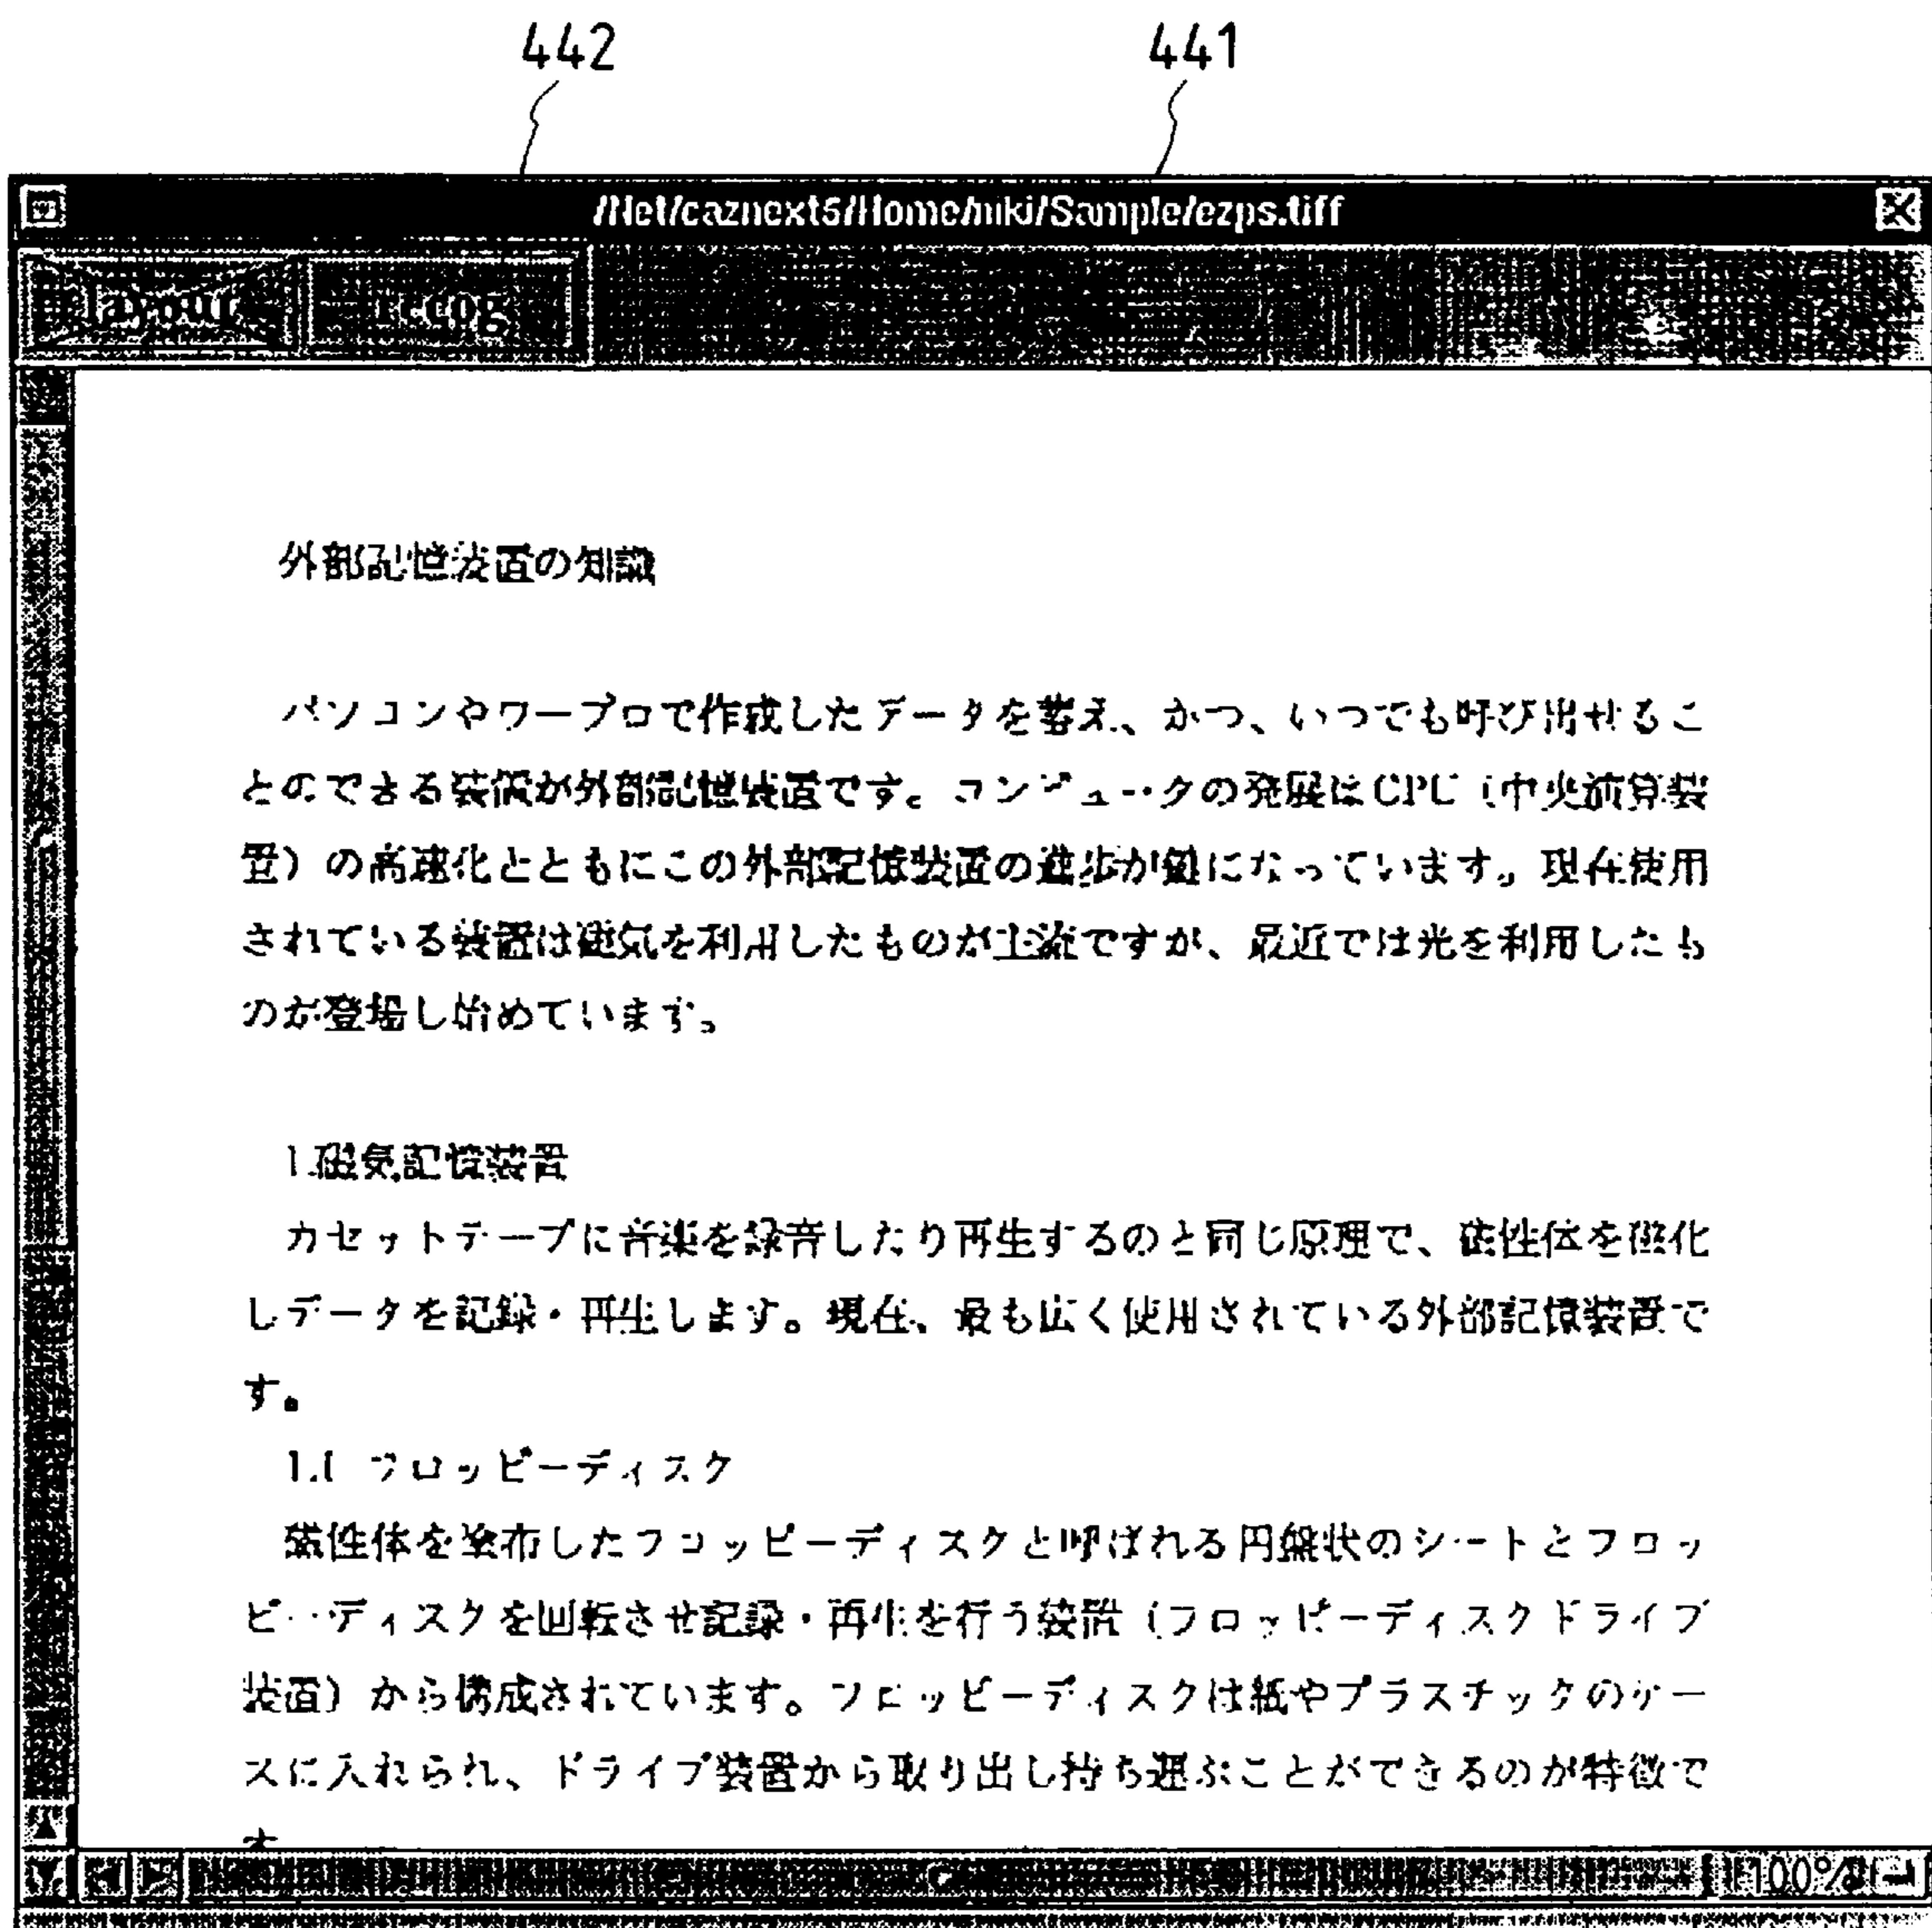 442 441
/Net/caznext5/Home/niki/Sample/ezps.tiff
layout recog
外部記憶装置の知識
パソコンやワープロで作成したデータを蓄え、かつ、いつでも呼び出せるこ
とのできる装置が外部記憶装置です。コンピュータの発展はCPU（中央演算装
置）の高速化とともにこの外部記憶装置の進歩が鍵になっています。現在使用
されている装置は磁気を利用したものが主流ですが、最近では光を利用したも
のが登場し始めています。
1.磁気記憶装置
カセットテープに音楽を録音したり再生するのと同じ原理で、磁性体を磁化
しデータを記録・再生します。現在、最も広く使用されている外部記憶装置で
す。
1.1 フロッピーディスク
磁性体を塗布したフロッピーディスクと呼ばれる円盤状のシートとフロッ
ピーディスクを回転させ記録・再生を行う装置（フロッピーディスクドライブ
装置）から構成されています。フロッピーディスクは紙やプラスチックのケー
スに入れられ、ドライブ装置から取り出し持ち運ぶことができるのが特徴で
100%